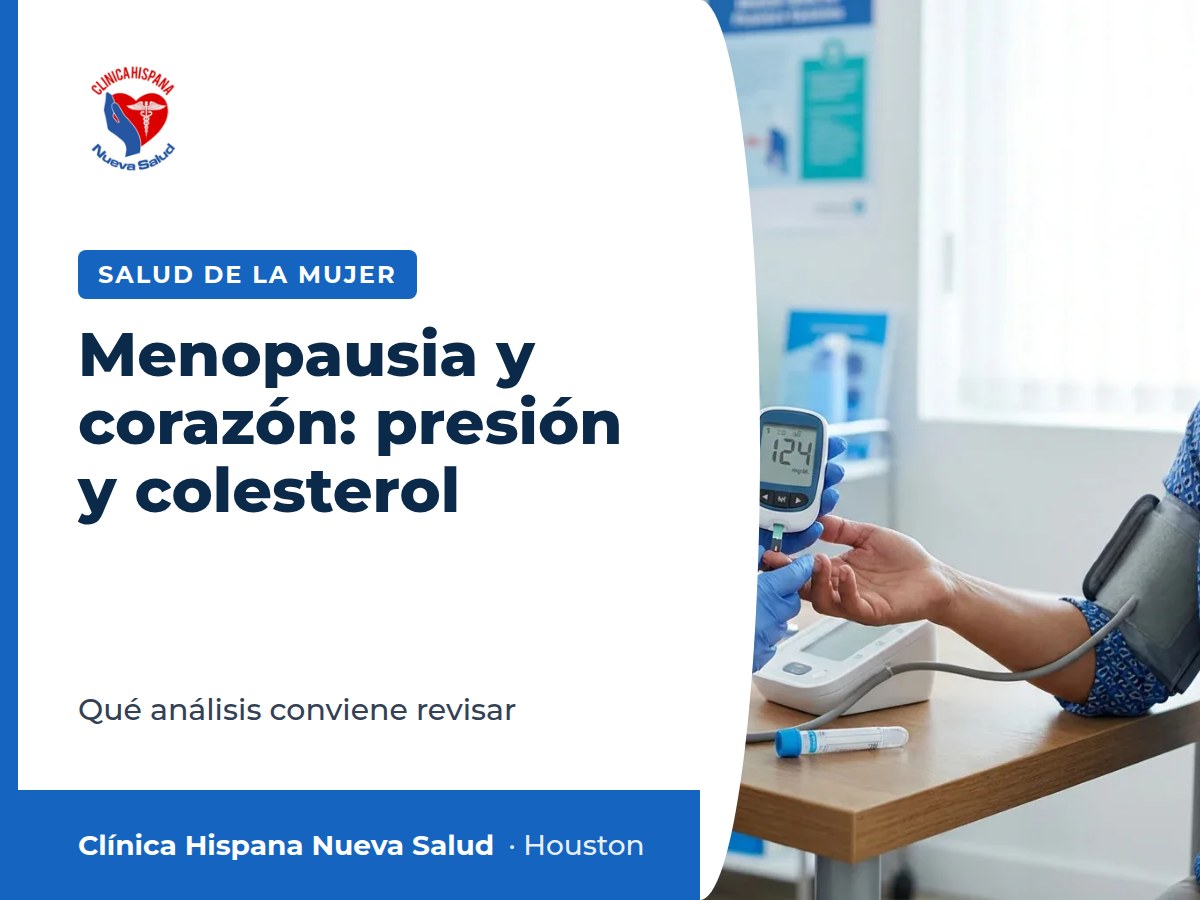 CLINICA HISPANA
Nueva Salud
SALUD DE LA MUJER
Menopausia y
corazón: presión
y colesterol
Qué análisis conviene revisar
Clínica Hispana Nueva Salud · Houston
124